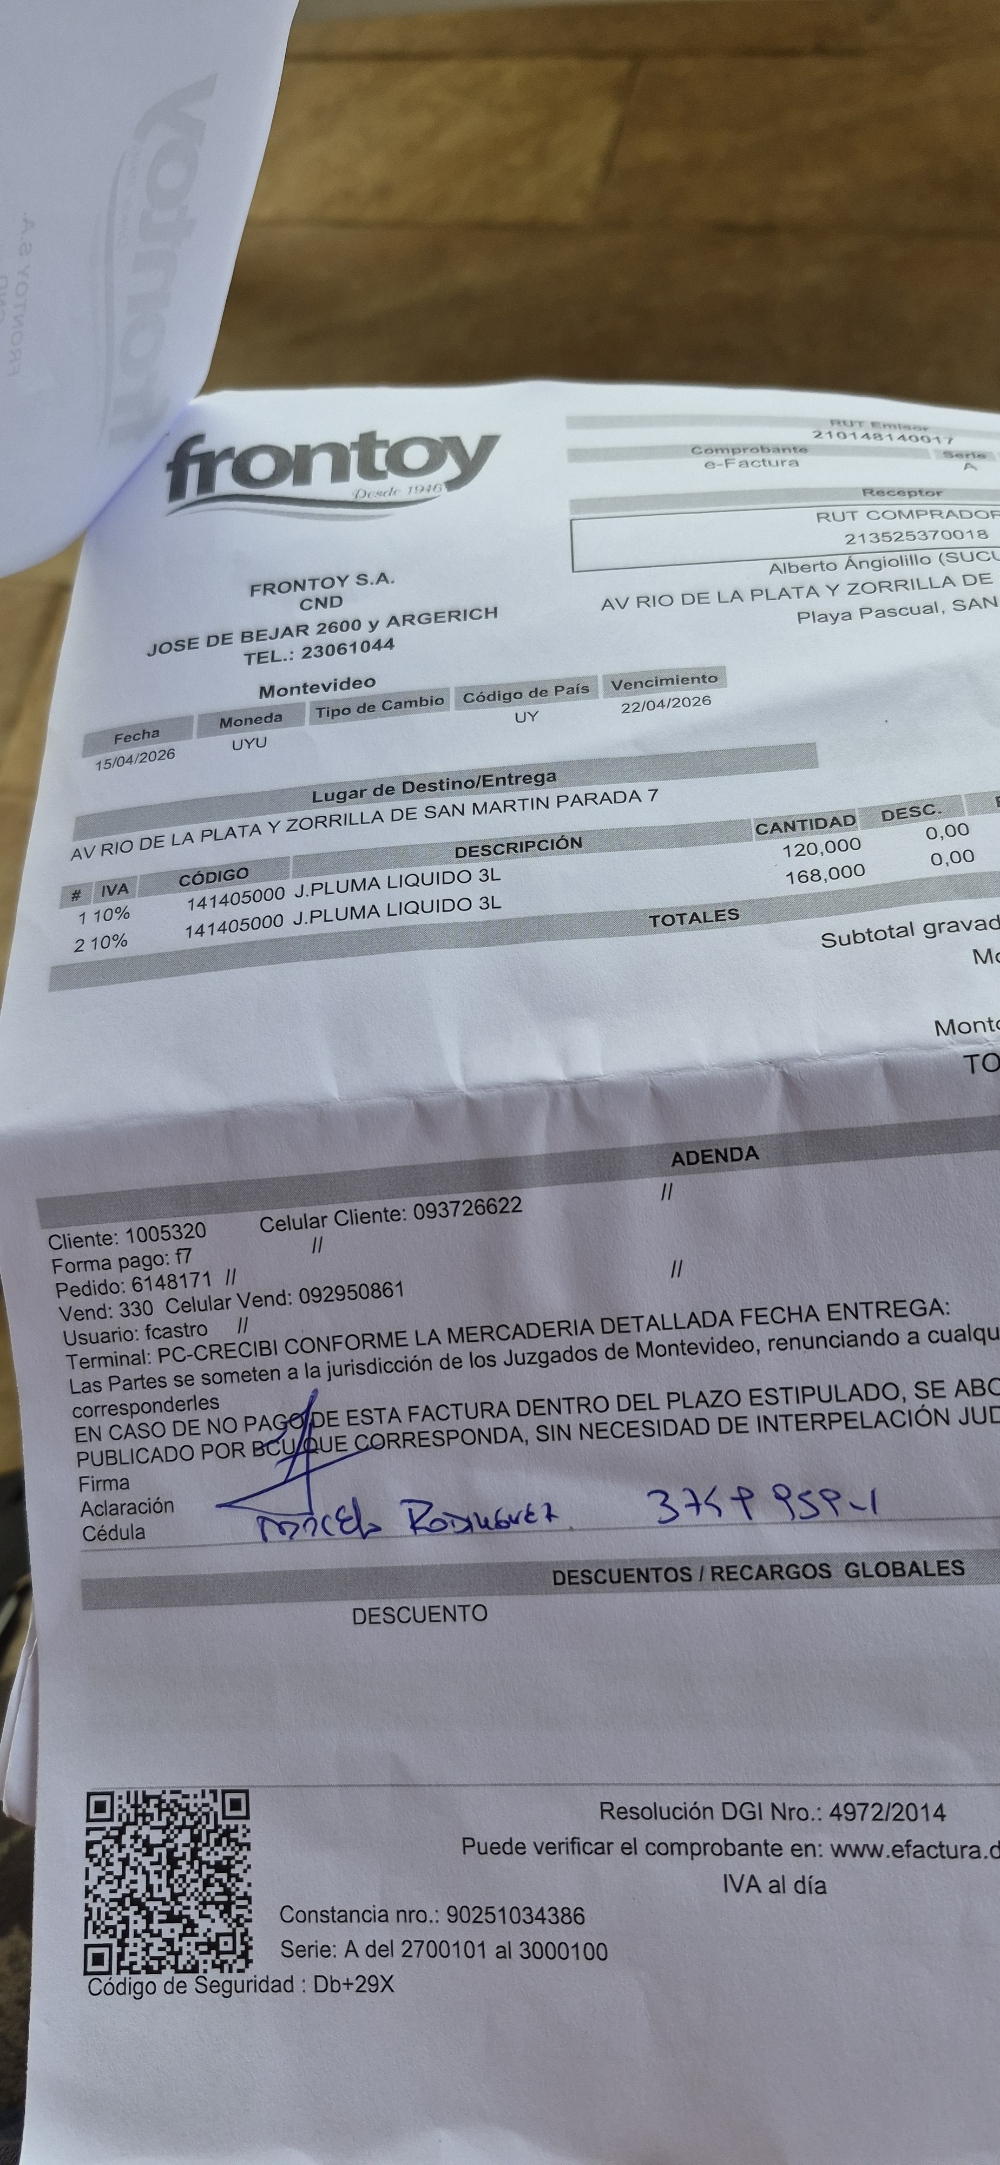 frontoy
Desde 1946
FRONTOY S.A.
CND
JOSE DE BEJAR 2600 y ARGERICH
TEL.: 23061044
Montevideo
RUT Emisor
210148140017
Comprobante Serie
e-Factura A
Receptor
RUT COMPRADOR
213525370018
Alberto Ángiolillo (SUCU
AV RIO DE LA PLATA Y ZORRILLA DE
Playa Pascual, SAN
Fecha Moneda Tipo de Cambio Código de País Vencimiento
15/04/2026 UYU UY 22/04/2026
Lugar de Destino/Entrega
AV RIO DE LA PLATA Y ZORRILLA DE SAN MARTIN PARADA 7
# IVA CÓDIGO DESCRIPCIÓN CANTIDAD DESC.
1 10% 141405000 J.PLUMA LIQUIDO 3L 120,000 0,00
2 10% 141405000 J.PLUMA LIQUIDO 3L 168,000 0,00
TOTALES
Subtotal gravad
Mo
Monto
TO
ADENDA
Cliente: 1005320 Celular Cliente: 093726622 //
Forma pago: f7 //
Pedido: 6148171 //
Vend: 330 Celular Vend: 092950861 //
Usuario: fcastro //
Terminal: PC-CRECIBI CONFORME LA MERCADERIA DETALLADA FECHA ENTREGA:
Las Partes se someten a la jurisdicción de los Juzgados de Montevideo, renunciando a cualqu
corresponderles
EN CASO DE NO PAGO DE ESTA FACTURA DENTRO DEL PLAZO ESTIPULADO, SE ABO
PUBLICADO POR BCU QUE CORRESPONDA, SIN NECESIDAD DE INTERPELACIÓN JUD
Firma
Aclaración
Cédula
DESCUENTOS / RECARGOS GLOBALES
DESCUENTO
Resolución DGI Nro.: 4972/2014
Puede verificar el comprobante en: www.efactura.d
IVA al día
Constancia nro.: 90251034386
Serie: A del 2700101 al 3000100
Código de Seguridad : Db+29X